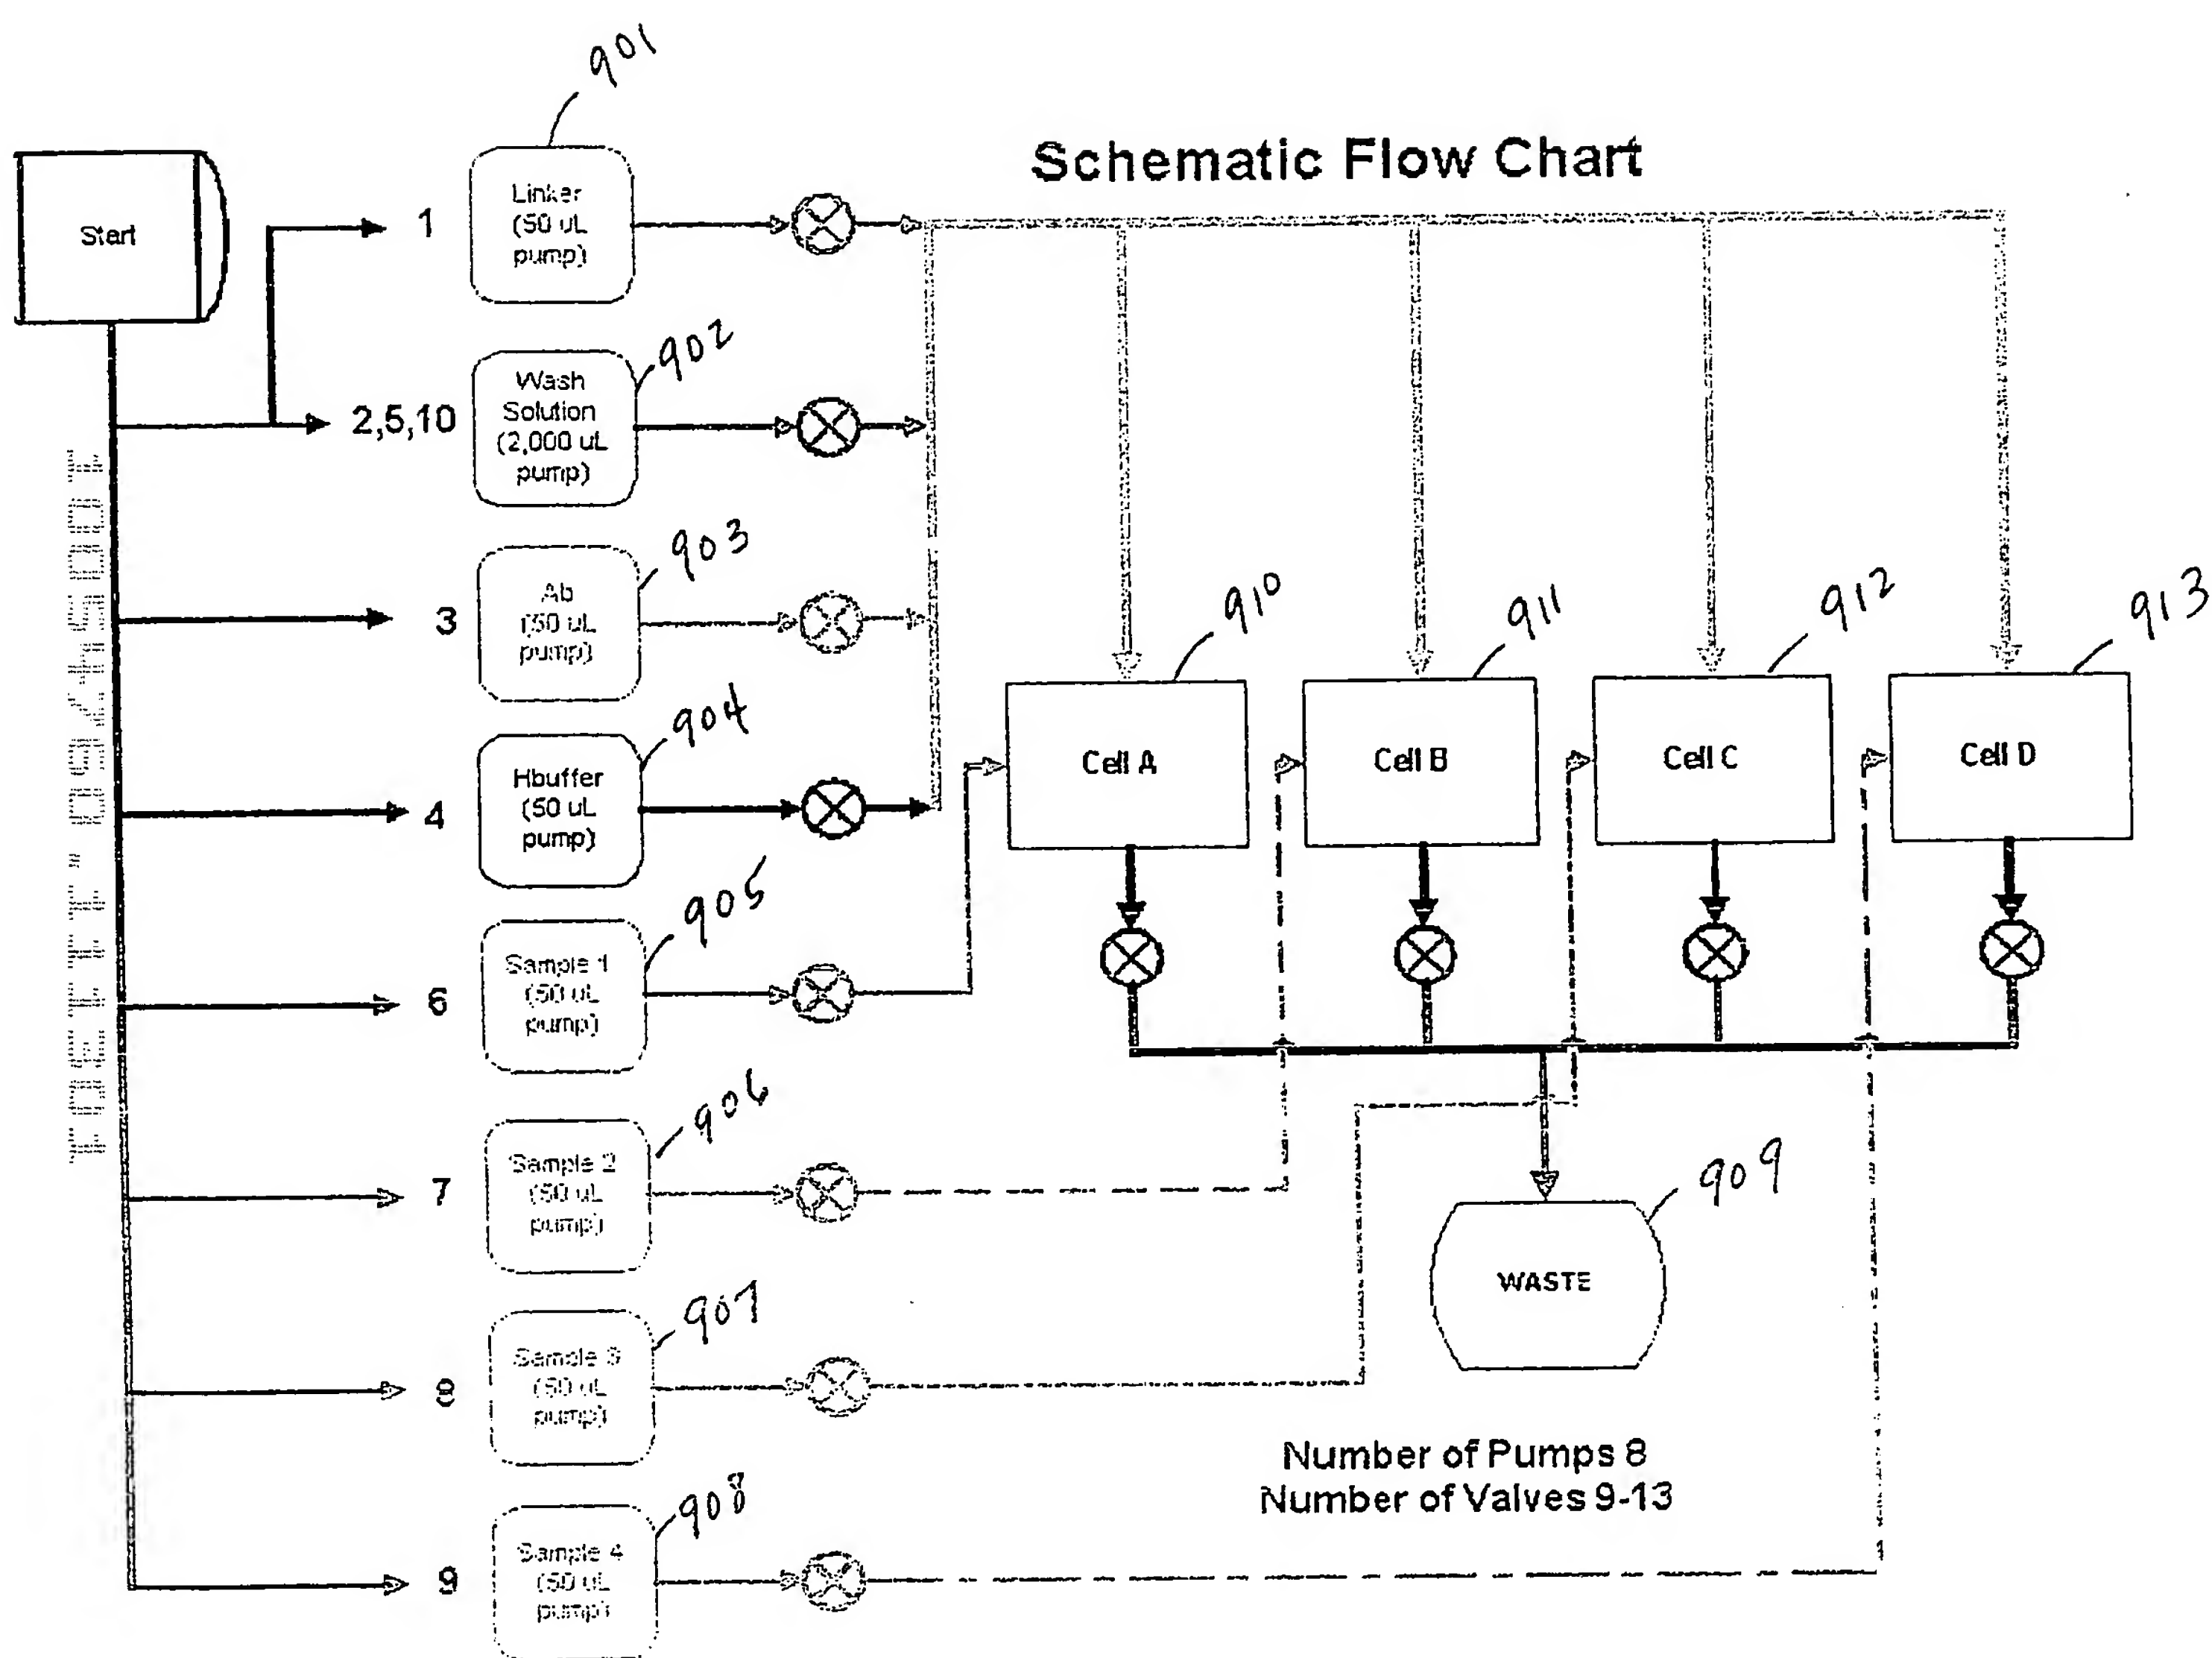 901
Schematic Flow Chart
Start
1
Linker
(50 uL
pump)
902
2,5,10
Wash
Solution
(2,000 uL
pump)
903
3
Ab
(50 uL
pump)
910
911
912
913
904
4
Hbuffer
(50 uL
pump)
Cell A
Cell B
Cell C
Cell D
905
6
Sample 1
(50 uL
pump)
906
7
Sample 2
(50 uL
pump)
909
WASTE
907
8
Sample 3
(50 uL
pump)
Number of Pumps 8
Number of Valves 9-13
908
9
Sample 4
(50 uL
pump)